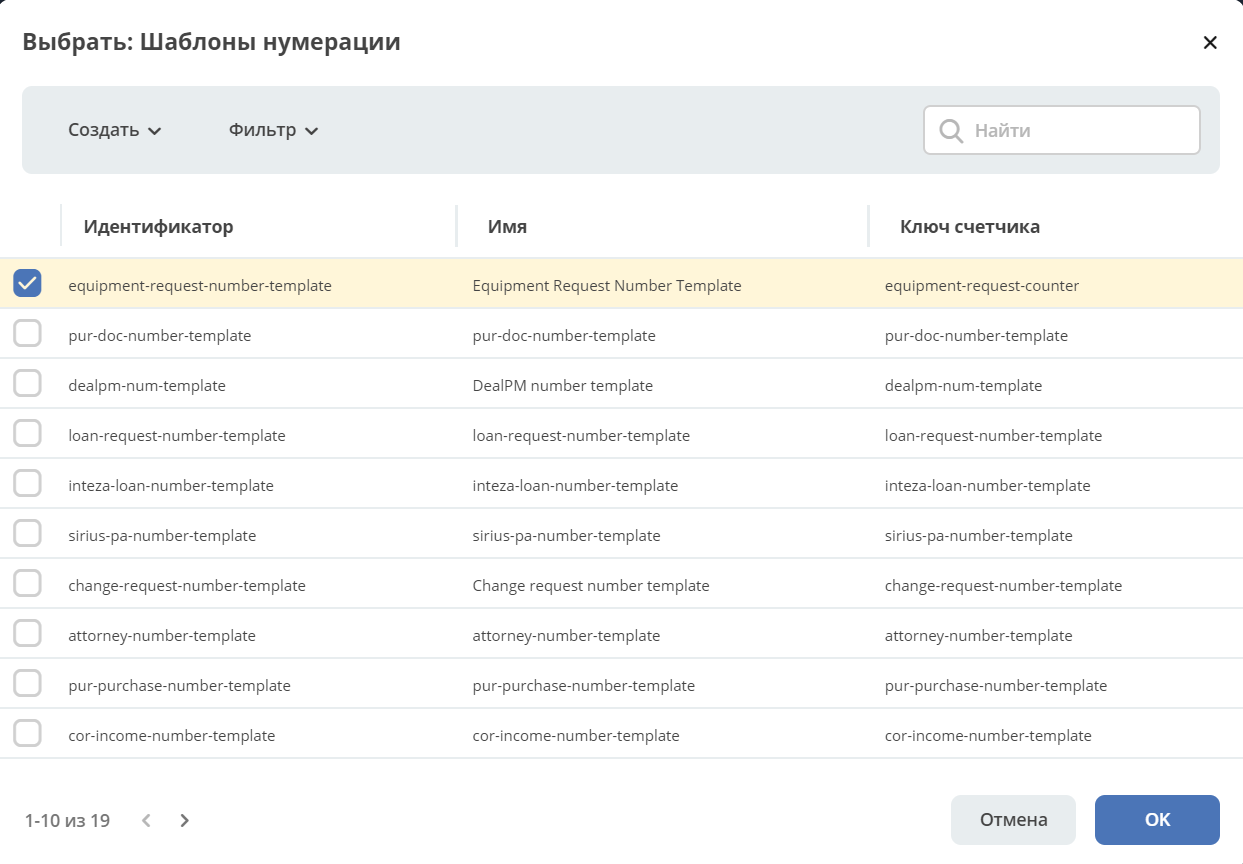 Выбрать: Шаблоны нумерации
Создать Фильтр Найти
Идентификатор Имя Ключ счетчика
equipment-request-number-template Equipment Request Number Template equipment-request-counter
pur-doc-number-template pur-doc-number-template pur-doc-number-template
dealpm-num-template DealPM number template dealpm-num-template
loan-request-number-template loan-request-number-template loan-request-number-template
inteza-loan-number-template inteza-loan-number-template inteza-loan-number-template
sirius-pa-number-template sirius-pa-number-template sirius-pa-number-template
change-request-number-template Change request number template change-request-number-template
attorney-number-template attorney-number-template attorney-number-template
pur-purchase-number-template pur-purchase-number-template pur-purchase-number-template
cor-income-number-template cor-income-number-template cor-income-number-template
1-10 из 19 Отмена OK